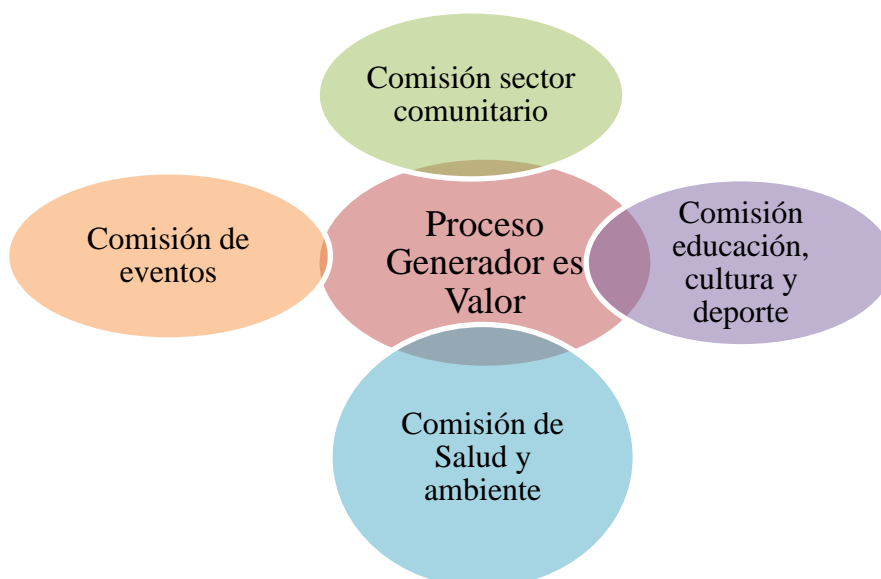 Comisión sector
comunitario
Comisión de
eventos
Proceso
Generador es
Valor
Comisión
educación,
cultura y
deporte
Comisión de
Salud y
ambiente